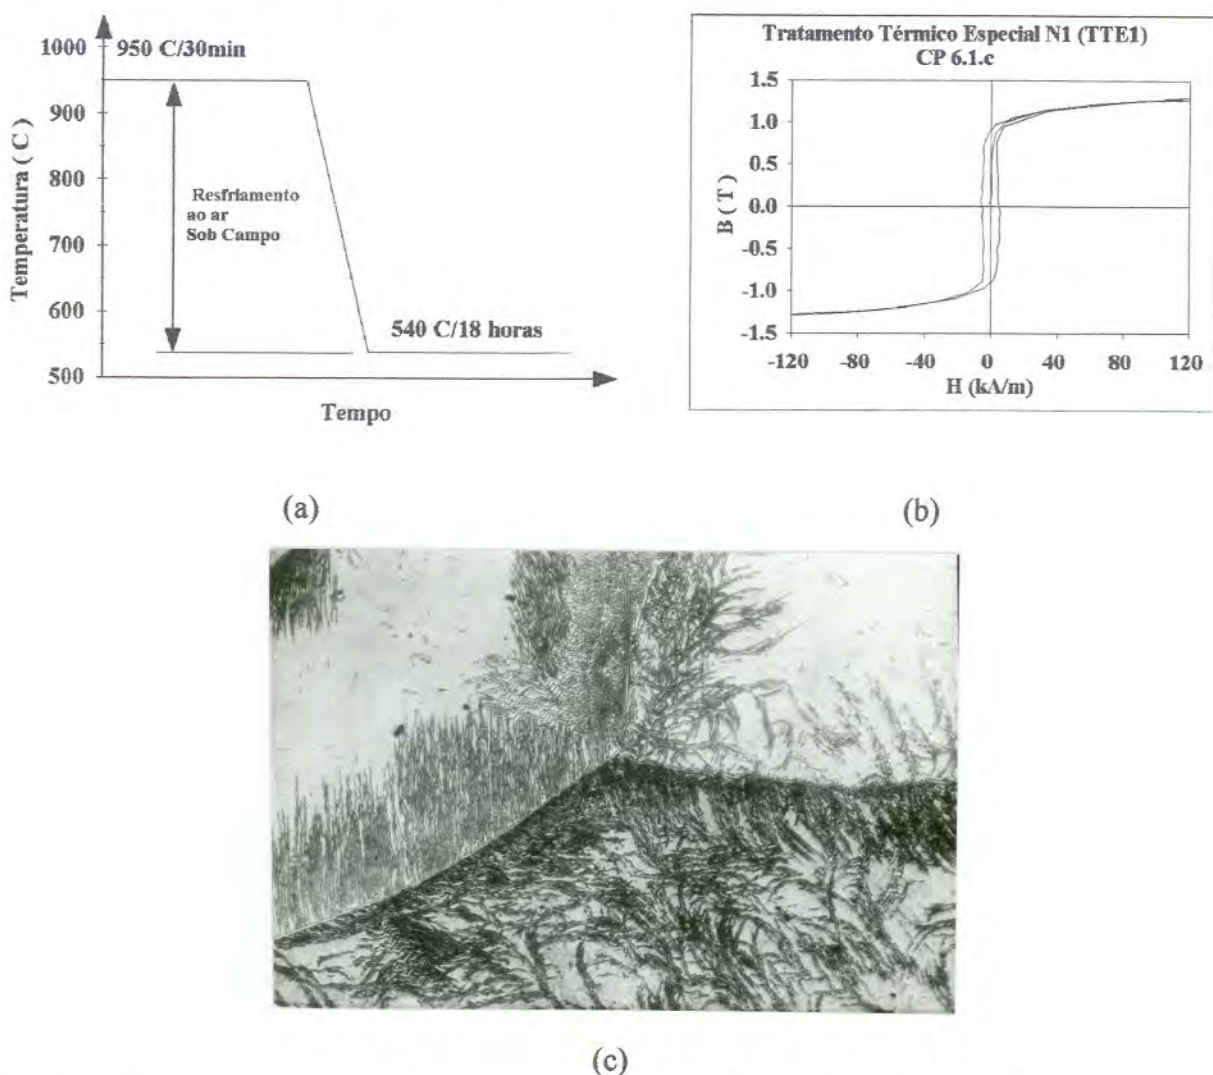 1000
950 C/30min
900
800
700
600
500
Temperatura ( C )
Resfriamento
ao ar
Sob Campo
540 C/18 horas
Tempo
(a)
Tratamento Térmico Especial N1 (TTE1)
CP 6.1.c
1.5
1.0
0.5
0.0
-0.5
-1.0
-1.5
B ( T )
-120 -80 -40 0 40 80 120
H (kA/m)
(b)
(c)